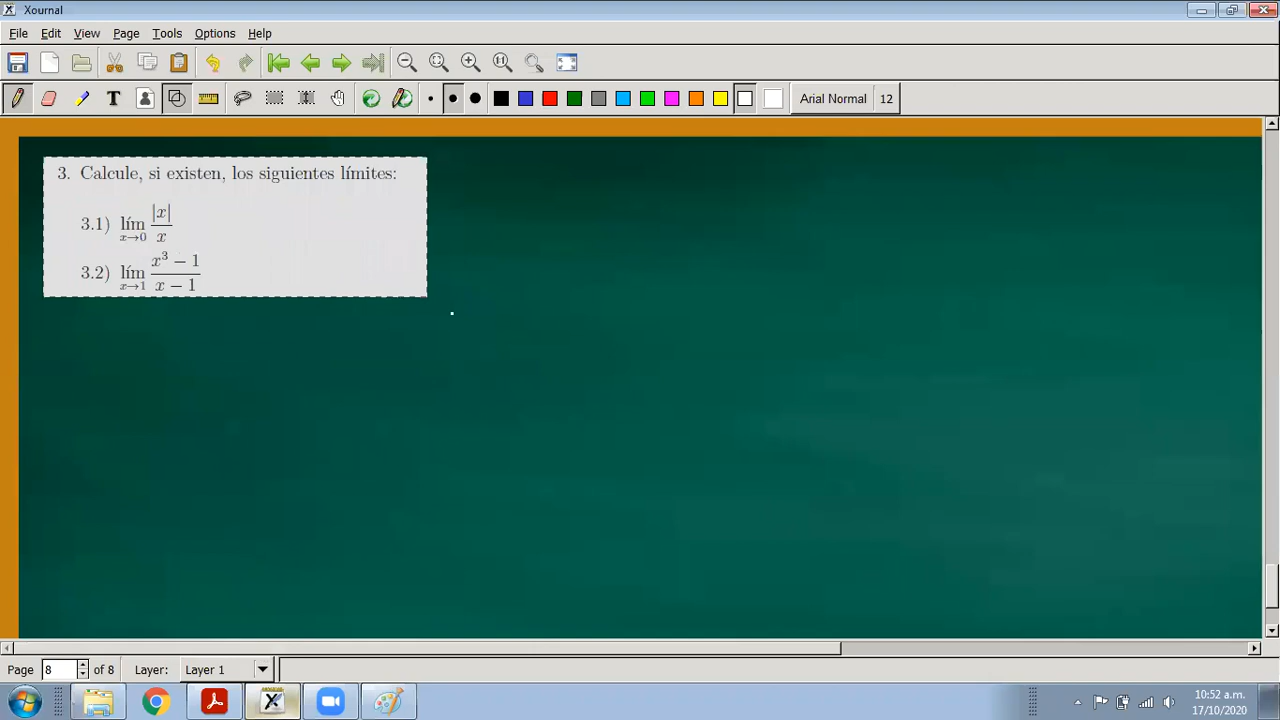 Xournal
File Edit View Page Tools Options Help
Arial Normal 12
3. Calcule, si existen, los siguientes límites:
3.1) lím x→0 |x|/x
3.2) lím x→1 x³ − 1/x − 1
Page 8 of 8 Layer: Layer 1
10:52 a.m.
17/10/2020